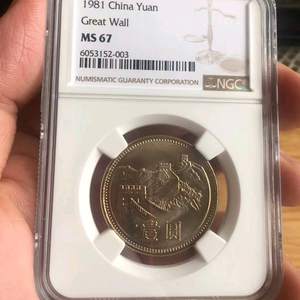 1981 China Yuan
Great Wall
MS 67
6053152-003
NUMISMATIC GUARANTY CORPORATION
NGC
壹圆